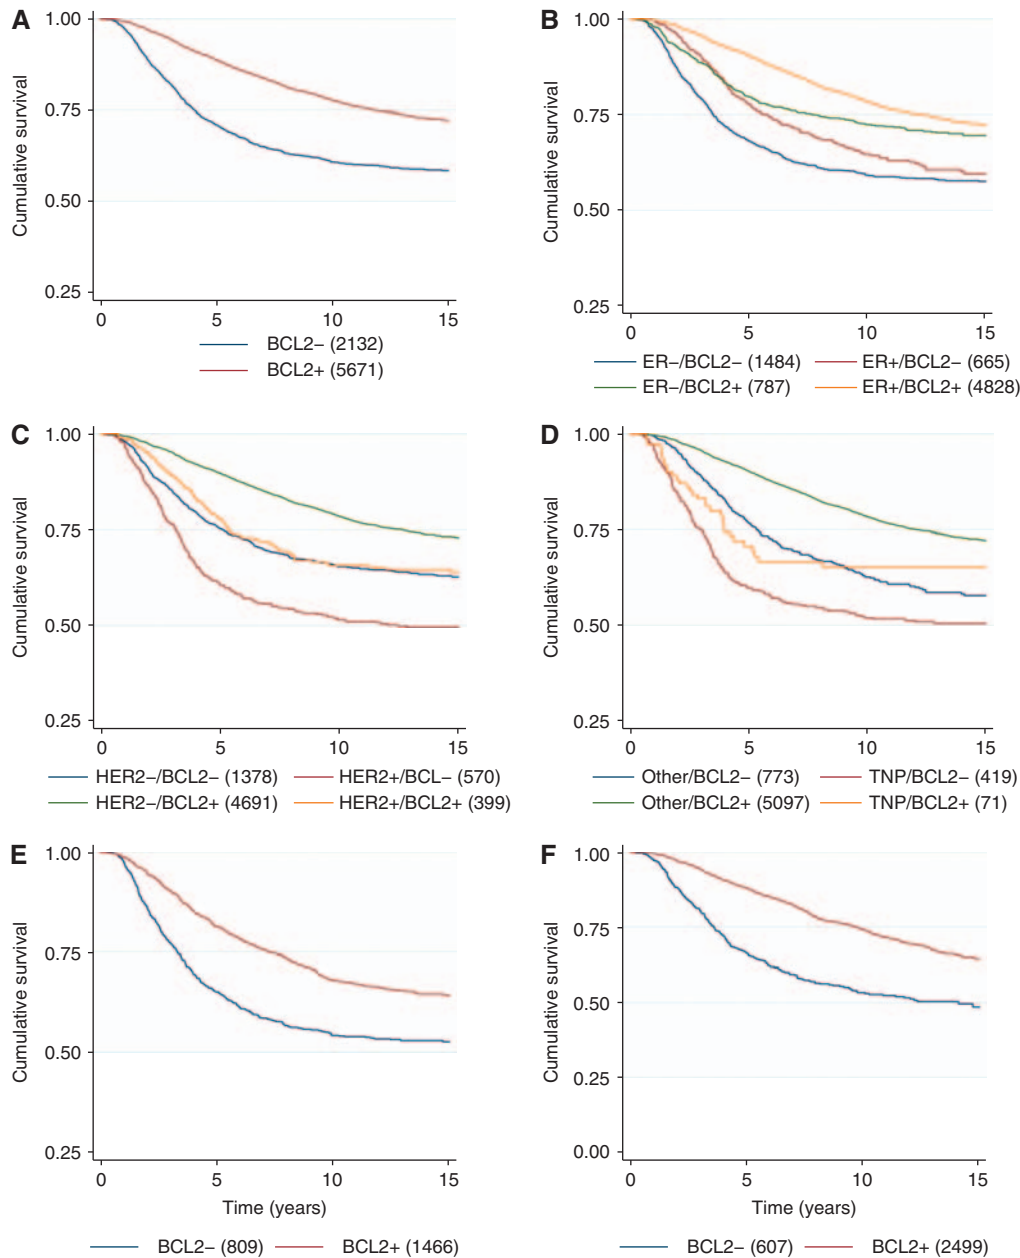 A
Cumulative survival
1.00
0.75
0.50
0.25
0 5 10 15
BCL2− (2132)
BCL2+ (5671)
B
Cumulative survival
1.00
0.75
0.50
0.25
0 5 10 15
ER−/BCL2− (1484) ER+/BCL2− (665)
ER−/BCL2+ (787) ER+/BCL2+ (4828)
C
Cumulative survival
1.00
0.75
0.50
0.25
0 5 10 15
HER2−/BCL2− (1378) HER2+/BCL− (570)
HER2−/BCL2+ (4691) HER2+/BCL2+ (399)
D
Cumulative survival
1.00
0.75
0.50
0.25
0 5 10 15
Other/BCL2− (773) TNP/BCL2− (419)
Other/BCL2+ (5097) TNP/BCL2+ (71)
E
Cumulative survival
1.00
0.75
0.50
0.25
0 5 10 15
Time (years)
BCL2− (809) BCL2+ (1466)
F
Cumulative survival
1.00
0.75
0.50
0.25
0.00
0 5 10 15
Time (years)
BCL2− (607) BCL2+ (2499)